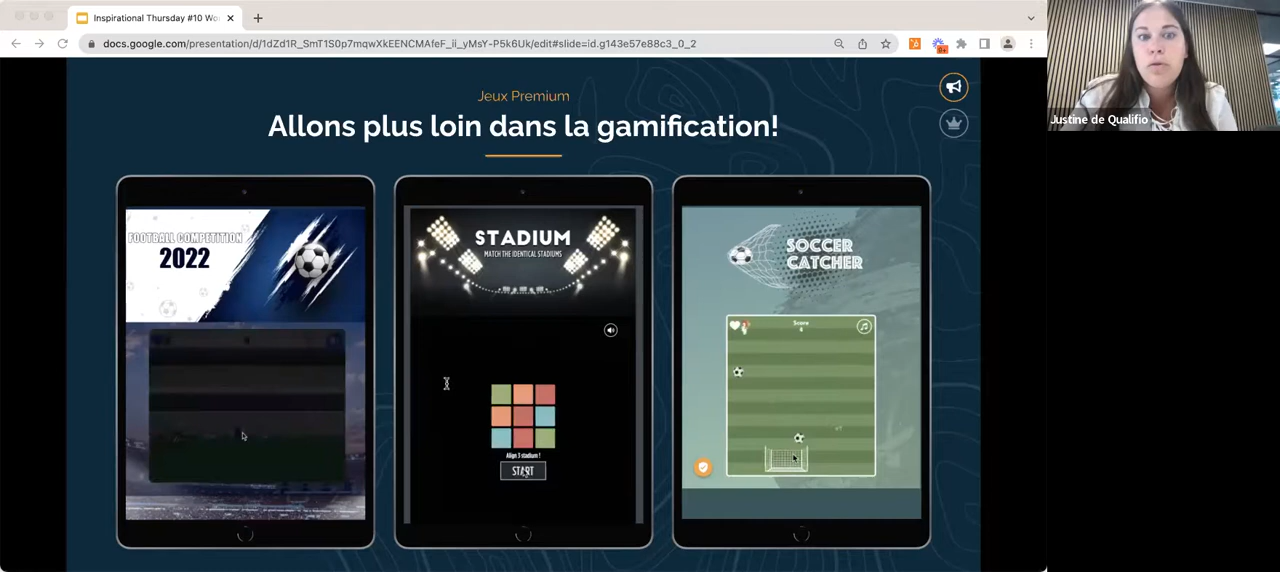 Inspirational Thursday #10 Wo
docs.google.com/presentation/d/1dZd1R_SmT1S0p7mqwXkEENCMAfeF_ii_yMsY-P5k6Uk/edit#slide=id.g143e57e88c3_0_2
9+
Justine de Qualifio
Jeux Premium
Allons plus loin dans la gamification!
FOOTBALL COMPETITION
2022
STADIUM
MATCH THE IDENTICAL STADIUMS
Align 3 stadium !
START
SOCCER
CATCHER
Score